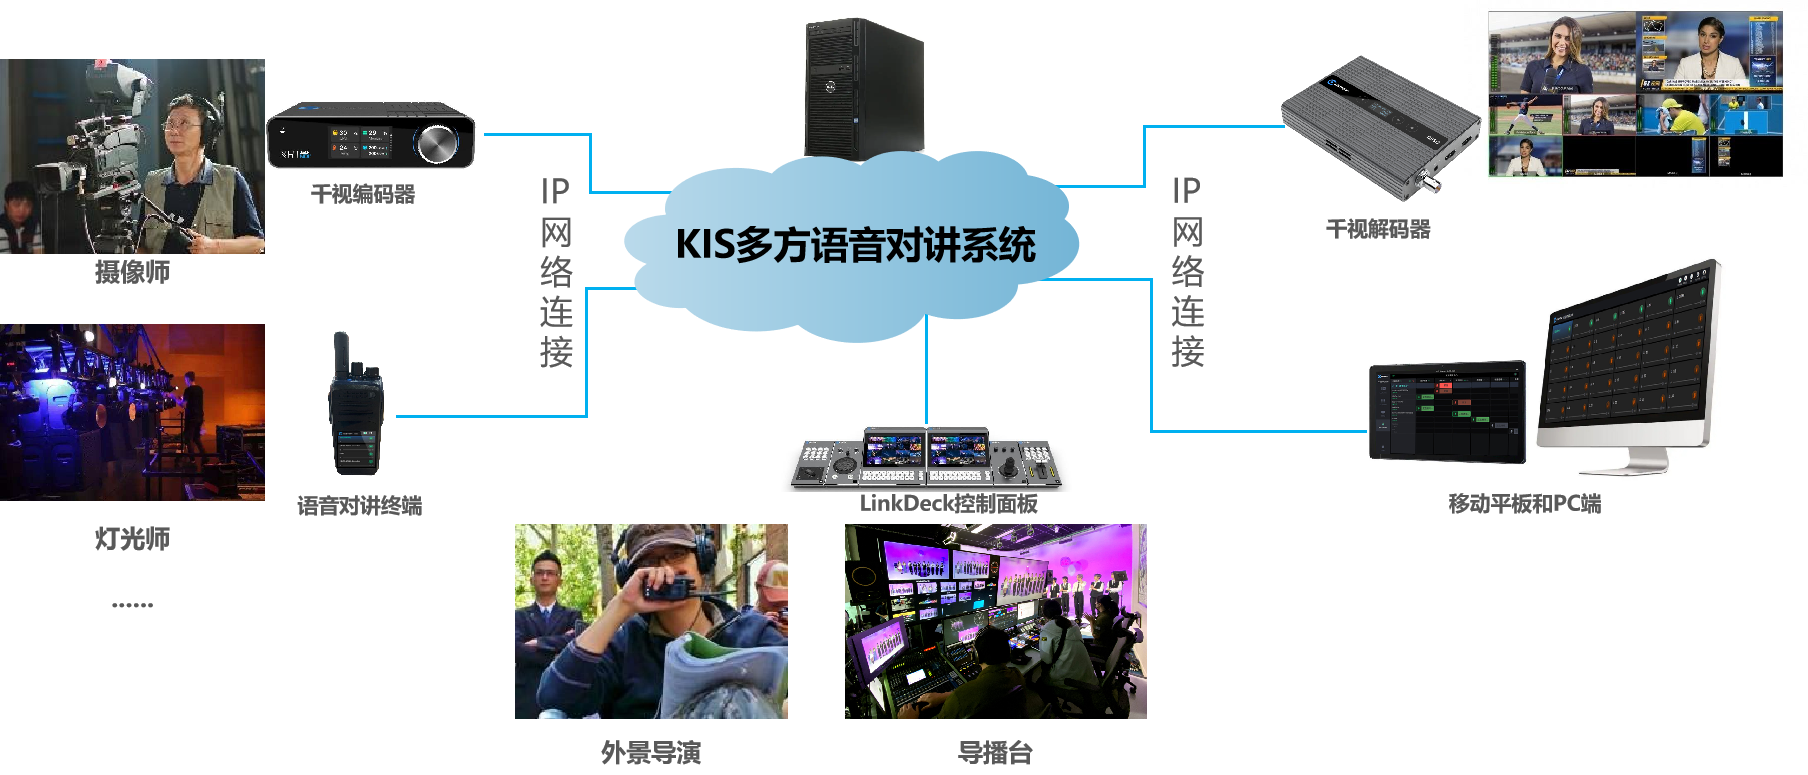 千视编码器
摄像师
IP
网
络
连
接
KIS多方语音对讲系统
IP
网
络
连
接
千视解码器
语音对讲终端
灯光师
......
LinkDeck控制面板
移动平板和PC端
外景导演
导播台